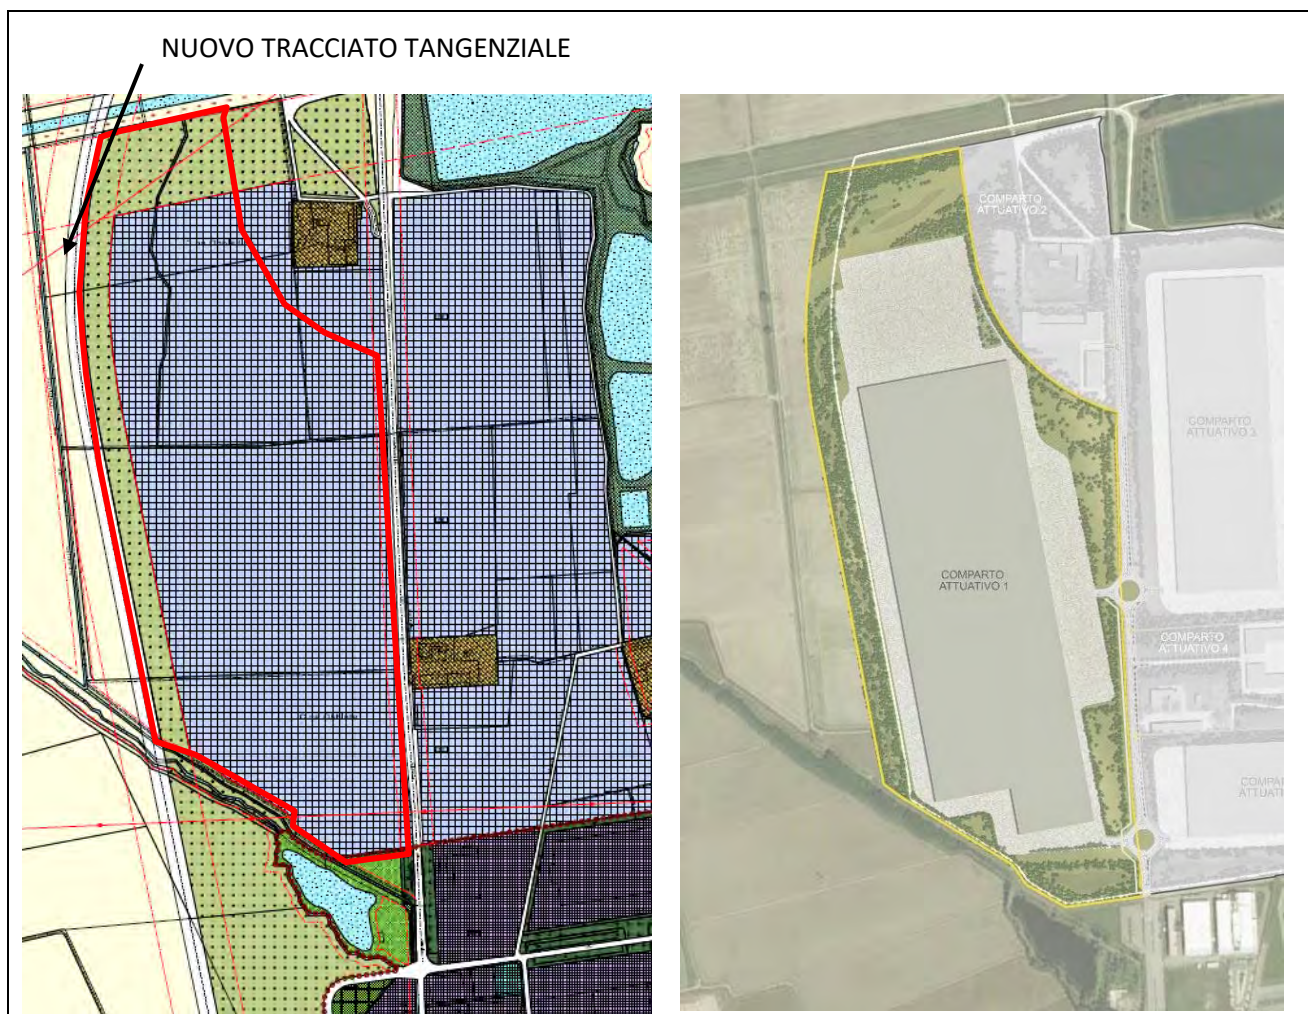 NUOVO TRACCIATO TANGENZIALE
COMPARTO
ATTUATIVO 2
COMPARTO
ATTUATIVO 3
COMPARTO
ATTUATIVO 1
COMPARTO
ATTUATIVO 4